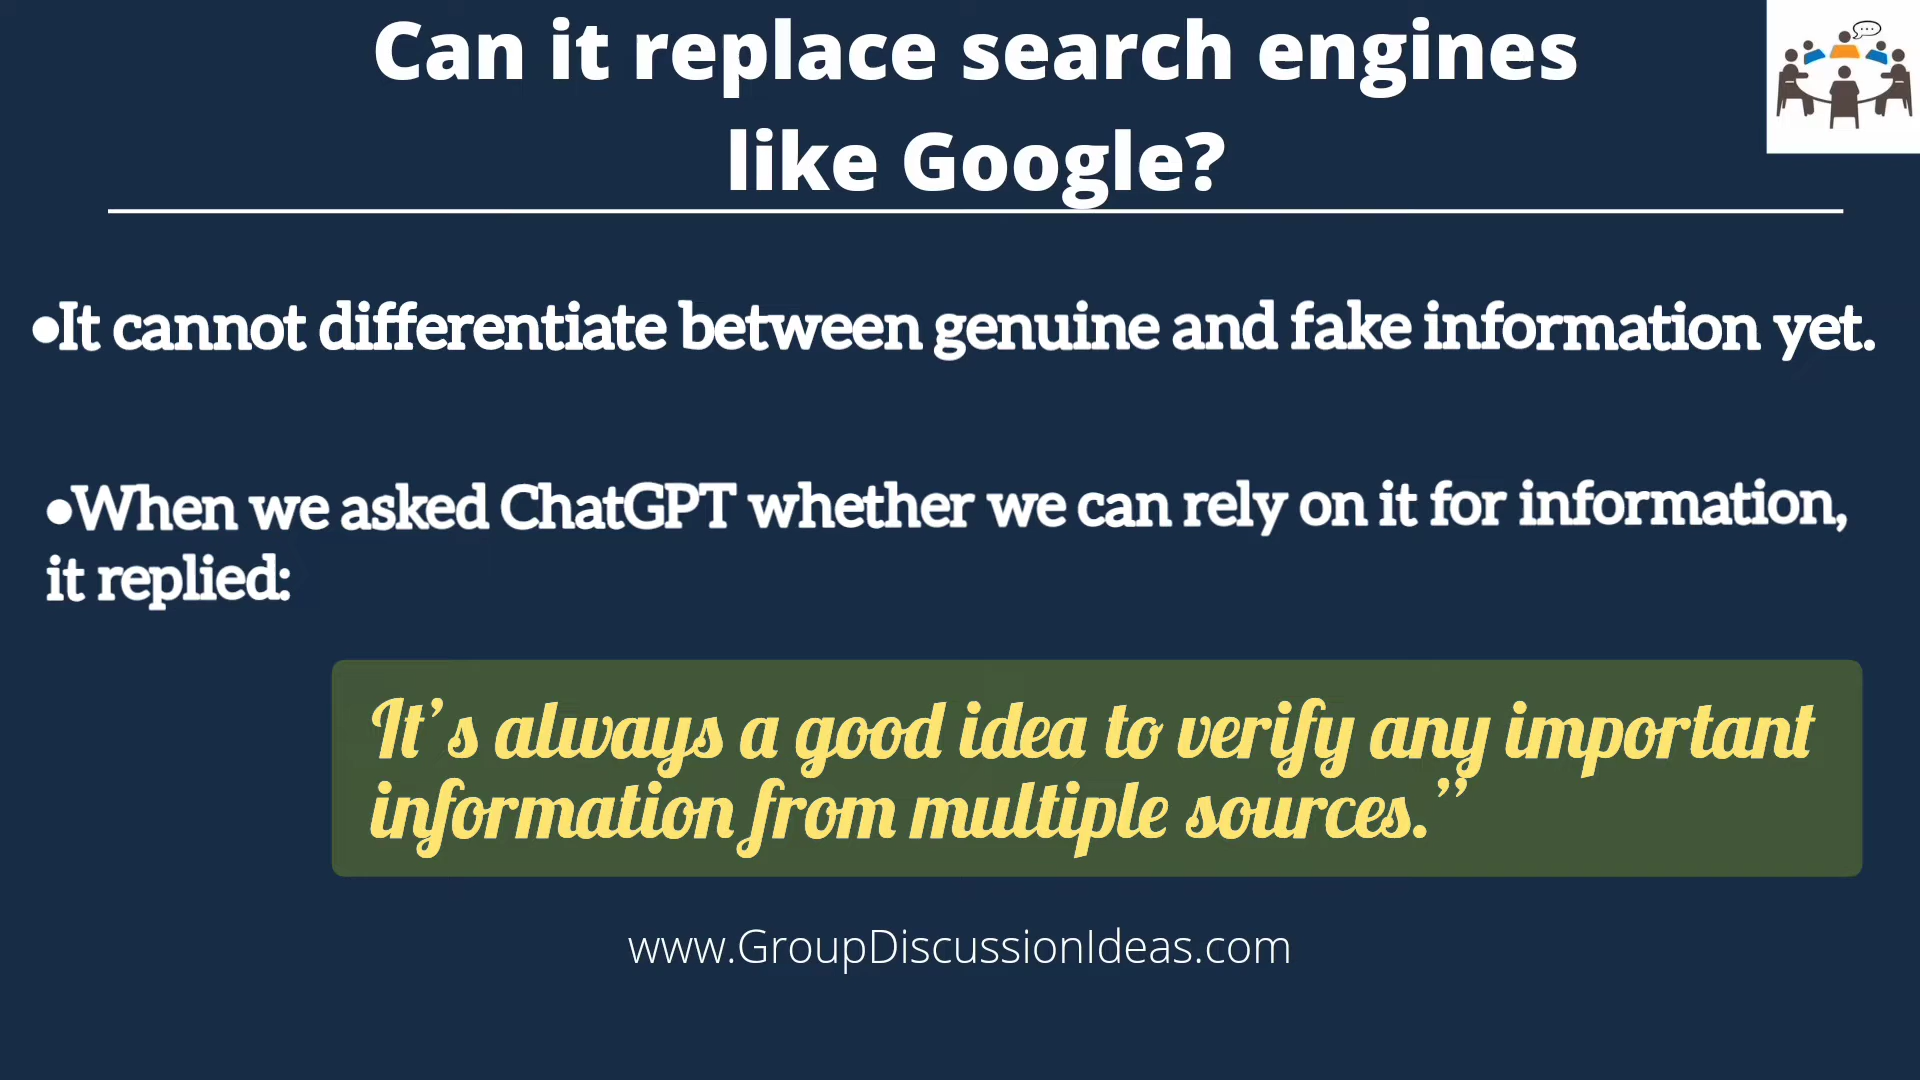 Can it replace search engines
like Google?
•It cannot differentiate between genuine and fake information yet.
•When we asked ChatGPT whether we can rely on it for information,
it replied:
It’s always a good idea to verify any important
information from multiple sources.”
www.GroupDiscussionIdeas.com